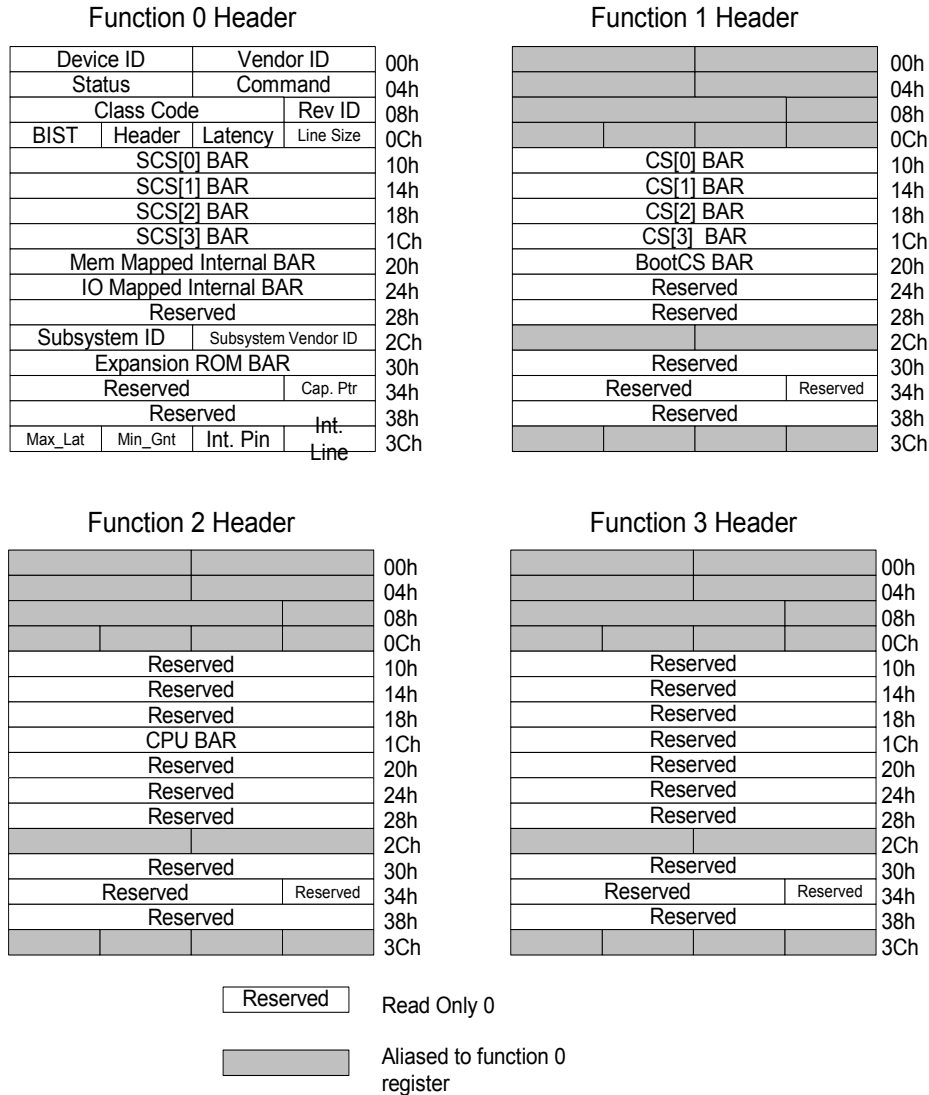 Function 0 Header
Device ID Vendor ID 00h
Status Command 04h
Class Code Rev ID 08h
BIST Header Latency Line Size 0Ch
SCS[0] BAR 10h
SCS[1] BAR 14h
SCS[2] BAR 18h
SCS[3] BAR 1Ch
Mem Mapped Internal BAR 20h
IO Mapped Internal BAR 24h
Reserved 28h
Subsystem ID Subsystem Vendor ID 2Ch
Expansion ROM BAR 30h
Reserved Cap. Ptr 34h
Reserved 38h
Max_Lat Min_Gnt Int. Pin Int. Line 3Ch
Function 1 Header
00h
04h
08h
0Ch
CS[0] BAR 10h
CS[1] BAR 14h
CS[2] BAR 18h
CS[3] BAR 1Ch
BootCS BAR 20h
Reserved 24h
Reserved 28h
2Ch
Reserved 30h
Reserved Reserved 34h
Reserved 38h
3Ch
Function 2 Header
00h
04h
08h
0Ch
Reserved 10h
Reserved 14h
Reserved 18h
CPU BAR 1Ch
Reserved 20h
Reserved 24h
Reserved 28h
2Ch
Reserved 30h
Reserved Reserved 34h
Reserved 38h
3Ch
Function 3 Header
00h
04h
08h
0Ch
Reserved 10h
Reserved 14h
Reserved 18h
Reserved 1Ch
Reserved 20h
Reserved 24h
Reserved 28h
2Ch
Reserved 30h
Reserved Reserved 34h
Reserved 38h
3Ch
Reserved Read Only 0
Aliased to function 0
register